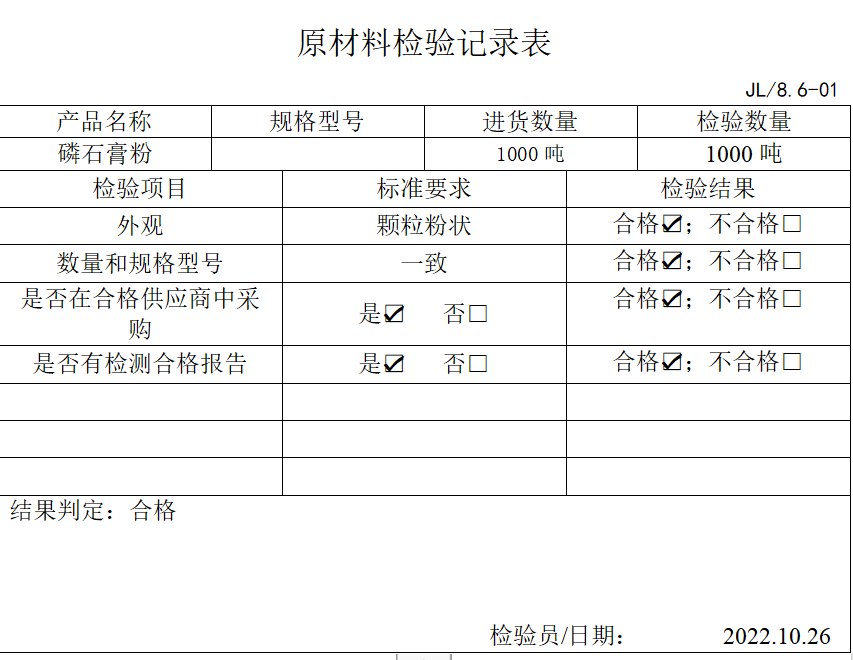 原材料检验记录表
JL/8.6-01
产品名称 规格型号 进货数量 检验数量
磷石膏粉 1000 吨 1000 吨
检验项目 标准要求 检验结果
外观 颗粒粉状 合格☑；不合格□
数量和规格型号 一致 合格☑；不合格□
是否在合格供应商中采
购 是☑ 否□ 合格☑；不合格□
是否有检测合格报告 是☑ 否□ 合格☑；不合格□
结果判定：合格
检验员/日期： 2022.10.26